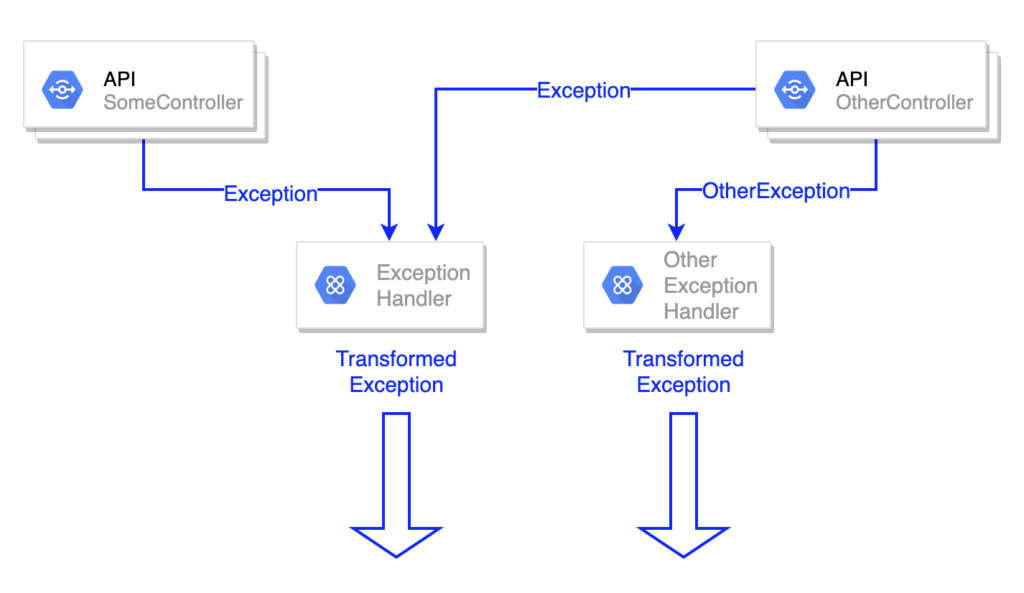 API
SomeController
Exception
API
OtherController
Exception
OtherException
Exception
Handler
Other
Exception
Handler
Transformed
Exception
Transformed
Exception